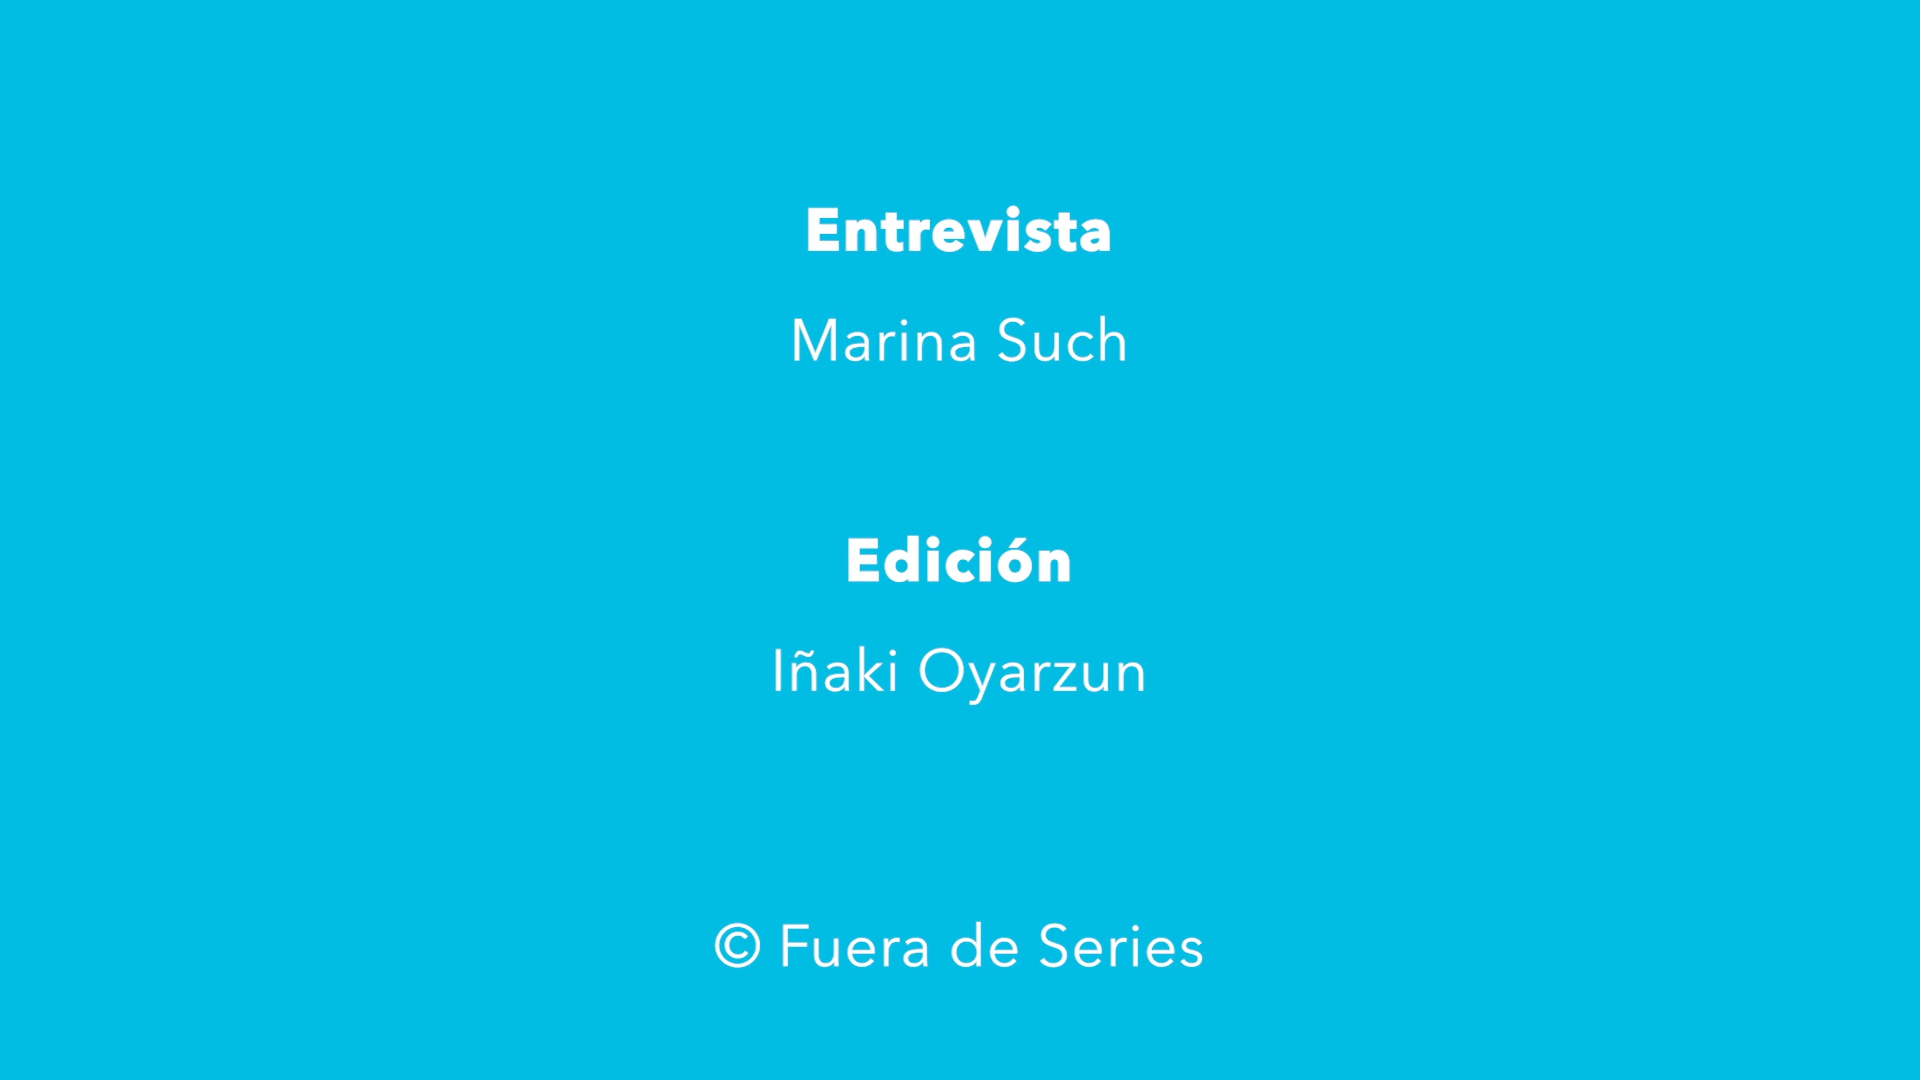 Entrevista
Marina Such
Edición
Iñaki Oyarzun
© Fuera de Series